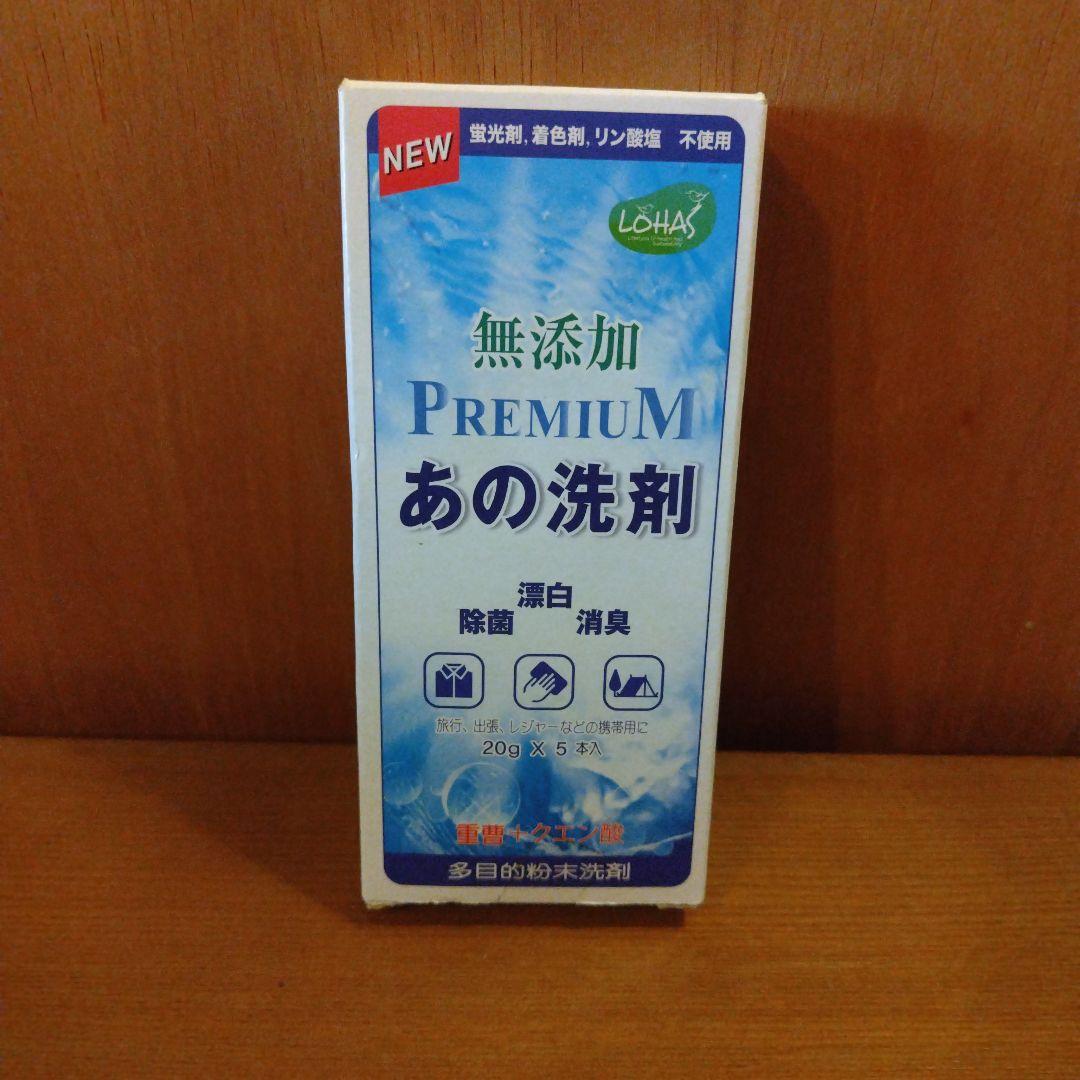 NEW
蛍光剤, 着色剤, リン酸塩 不使用
LOHAS
無添加
PREMIUM
あの洗剤
漂白
除菌 消臭
旅行、出張、レジャーなどの携帯用に
20g X 5 本入
重曹+クエン酸
多目的粉末洗剤